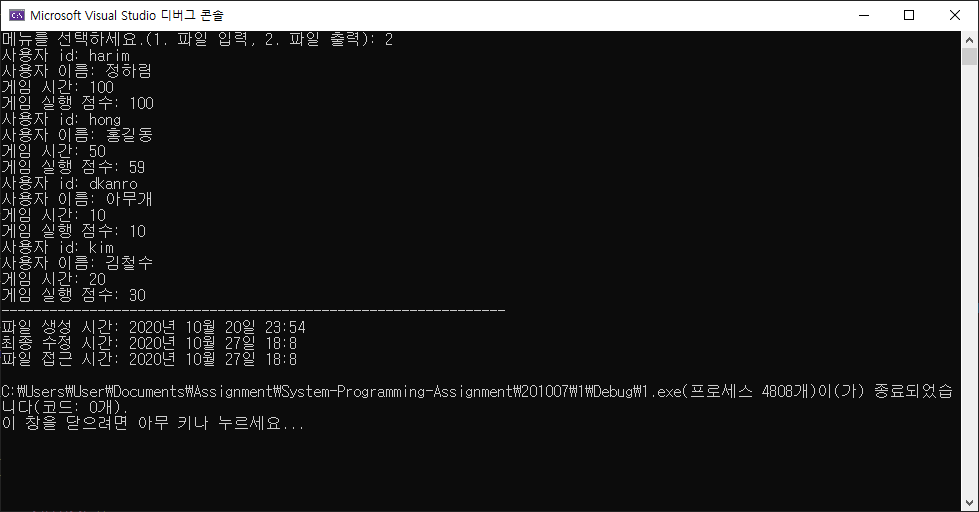 Microsoft Visual Studio 디버그 콘솔
메뉴를 선택하세요.(1. 파일 입력, 2. 파일 출력): 2
사용자 id: harim
사용자 이름: 정하림
게임 시간: 100
게임 실행 점수: 100
사용자 id: hong
사용자 이름: 홍길동
게임 시간: 50
게임 실행 점수: 59
사용자 id: dkanro
사용자 이름: 아무개
게임 시간: 10
게임 실행 점수: 10
사용자 id: kim
사용자 이름: 김철수
게임 시간: 20
게임 실행 점수: 30
---------------------------------------------------------------
파일 생성 시간: 2020년 10월 20일 23:54
최종 수정 시간: 2020년 10월 27일 18:8
파일 접근 시간: 2020년 10월 27일 18:8
C:₩Users₩User₩Documents₩Assignment₩System-Programming-Assignment₩201007₩1₩Debug₩1.exe(프로세스 4808개)이(가) 종료되었습
니다(코드: 0개).
이 창을 닫으려면 아무 키나 누르세요...